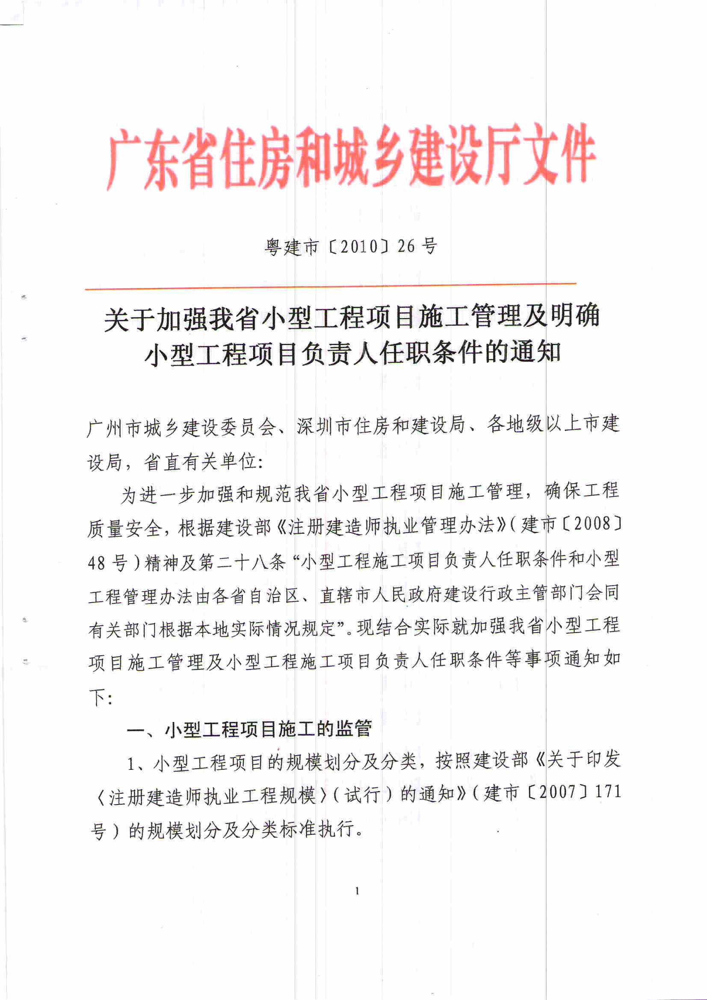 广东省住房和城乡建设厅文件
粤建市〔2010〕26 号
关于加强我省小型工程项目施工管理及明确
小型工程项目负责人任职条件的通知
广州市城乡建设委员会、深圳市住房和建设局、各地级以上市建
设局，省直有关单位：
为进一步加强和规范我省小型工程项目施工管理，确保工程
质量安全，根据建设部《注册建造师执业管理办法》（建市〔2008〕
48 号）精神及第二十八条“小型工程施工项目负责人任职条件和小型
工程管理办法由各省自治区、直辖市人民政府建设行政主管部门会同
有关部门根据本地实际情况规定”。现结合实际就加强我省小型工程
项目施工管理及小型工程施工项目负责人任职条件等事项通知如
下：
一、小型工程项目施工的监管
1、小型工程项目的规模划分及分类，按照建设部《关于印发
〈注册建造师执业工程规模〉（试行）的通知》（建市〔2007〕171
号）的规模划分及分类标准执行。
1